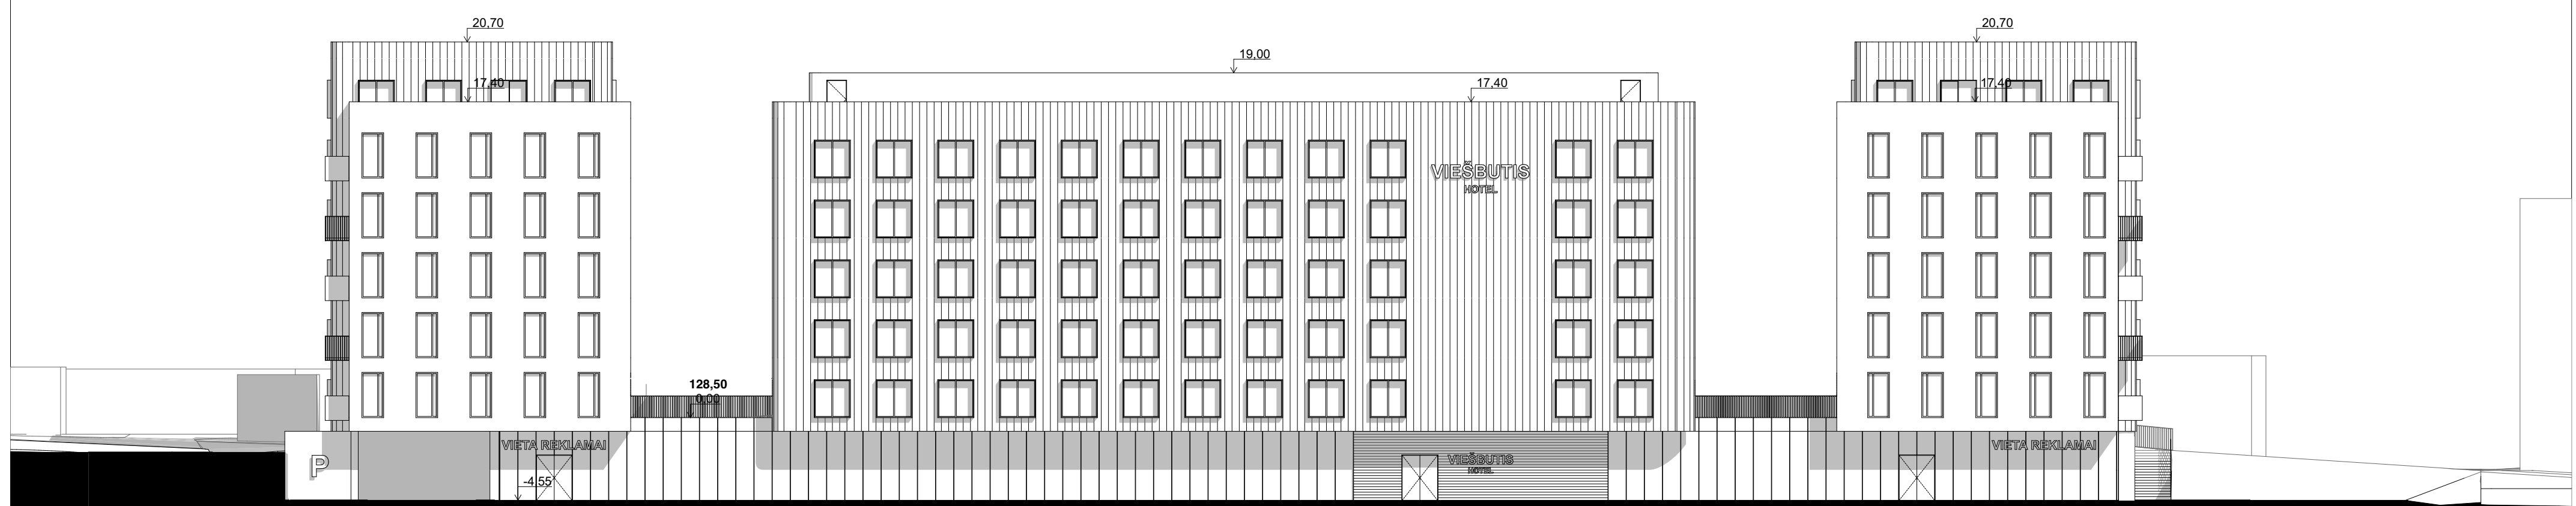 20,70
20,70
19,00
17,40
17,40
17,40
VIEŠBUTIS
HOTEL
128,50
0,00
VIETA REKLAMAI
VIETA REKLAMAI
P
VIEŠBUTIS
HOTEL
-4,55